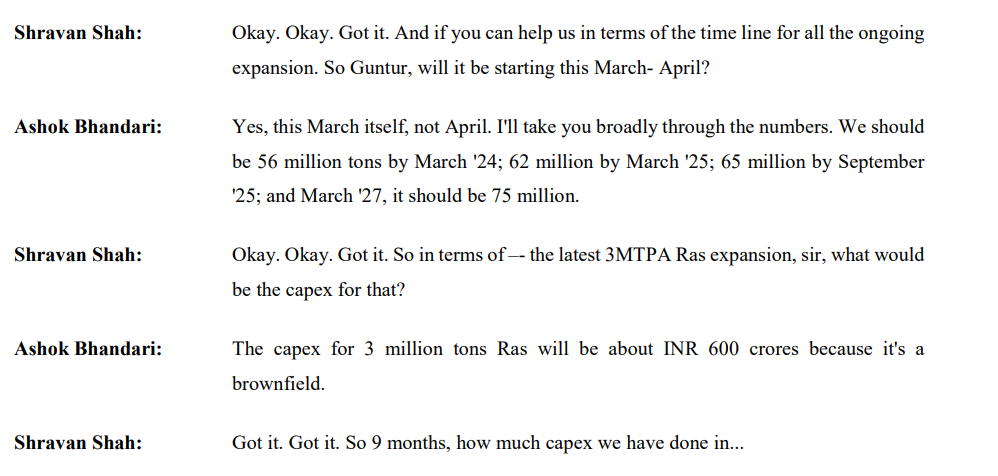 Shravan Shah: Okay. Okay. Got it. And if you can help us in terms of the time line for all the ongoing
expansion. So Guntur, will it be starting this March- April?
Ashok Bhandari: Yes, this March itself, not April. I'll take you broadly through the numbers. We should
be 56 million tons by March '24; 62 million by March '25; 65 million by September
'25; and March '27, it should be 75 million.
Shravan Shah: Okay. Okay. Got it. So in terms of –- the latest 3MTPA Ras expansion, sir, what would
be the capex for that?
Ashok Bhandari: The capex for 3 million tons Ras will be about INR 600 crores because it's a
brownfield.
Shravan Shah: Got it. Got it. So 9 months, how much capex we have done in...